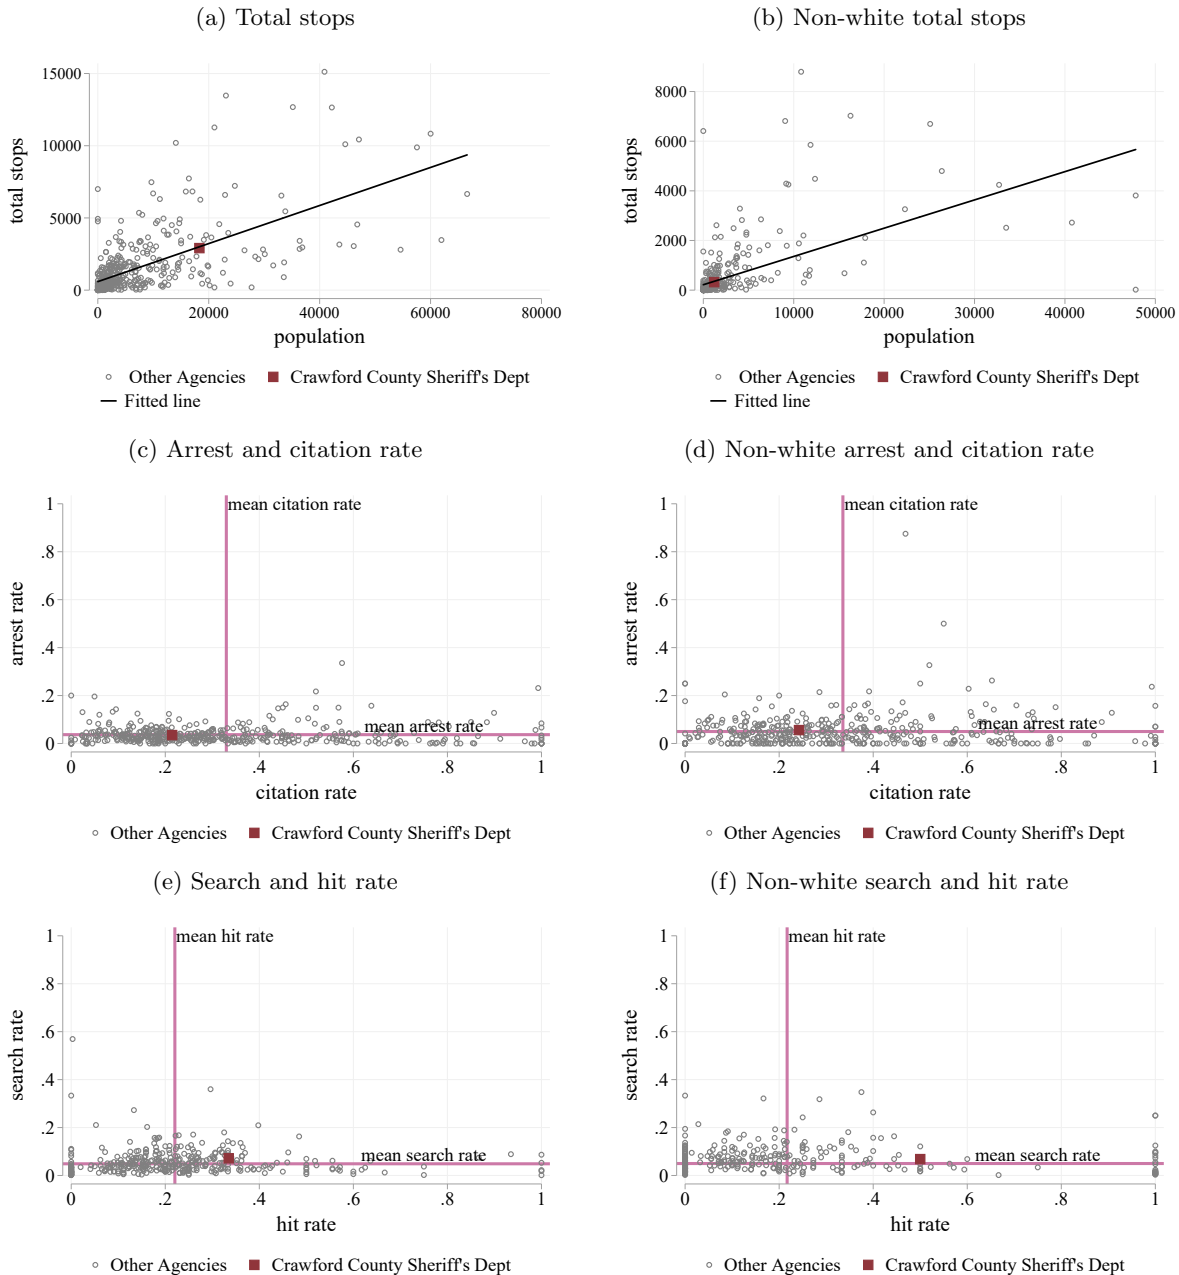 (a) Total stops
(b) Non-white total stops
15000
10000
5000
0
total stops
0 20000 40000 60000 80000
population
Other Agencies Crawford County Sheriff's Dept
Fitted line
8000
6000
4000
2000
0
total stops
0 10000 20000 30000 40000 50000
population
Other Agencies Crawford County Sheriff's Dept
Fitted line
(c) Arrest and citation rate
(d) Non-white arrest and citation rate
1
.8
.6
.4
.2
0
arrest rate
mean citation rate
mean arrest rate
0 .2 .4 .6 .8 1
citation rate
Other Agencies Crawford County Sheriff's Dept
1
.8
.6
.4
.2
0
arrest rate
mean citation rate
mean arrest rate
0 .2 .4 .6 .8 1
citation rate
Other Agencies Crawford County Sheriff's Dept
(e) Search and hit rate
(f) Non-white search and hit rate
1
.8
.6
.4
.2
0
search rate
mean hit rate
mean search rate
0 .2 .4 .6 .8 1
hit rate
Other Agencies Crawford County Sheriff's Dept
1
.8
.6
.4
.2
0
search rate
mean hit rate
mean search rate
0 .2 .4 .6 .8 1
hit rate
Other Agencies Crawford County Sheriff's Dept